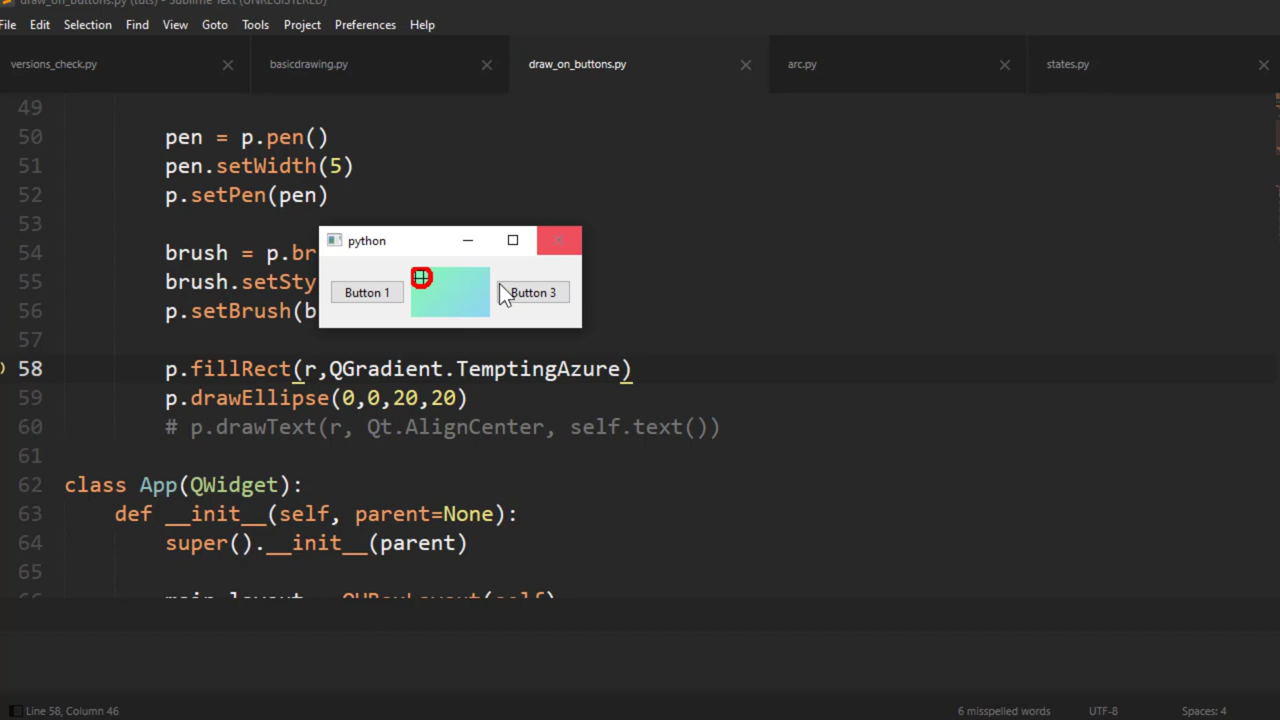 draw_on_buttons.py (tuts) - Sublime Text (UNREGISTERED)
File Edit Selection Find View Goto Tools Project Preferences Help
versions_check.py basicdrawing.py draw_on_buttons.py arc.py states.py
49
50 pen = p.pen()
51 pen.setWidth(5)
52 p.setPen(pen)
53
54 brush = p.br
55 brush.setSty
56 p.setBrush(b
python
Button 1 Button 3
57
58 p.fillRect(r,QGradient.TemptingAzure)
59 p.drawEllipse(0,0,20,20)
60 # p.drawText(r, Qt.AlignCenter, self.text())
61
62 class App(QWidget):
63 def __init__(self, parent=None):
64 super().__init__(parent)
65
66 main_layout = QHBoxLayout(self)
Line 58, Column 46 6 misspelled words UTF-8 Spaces: 4